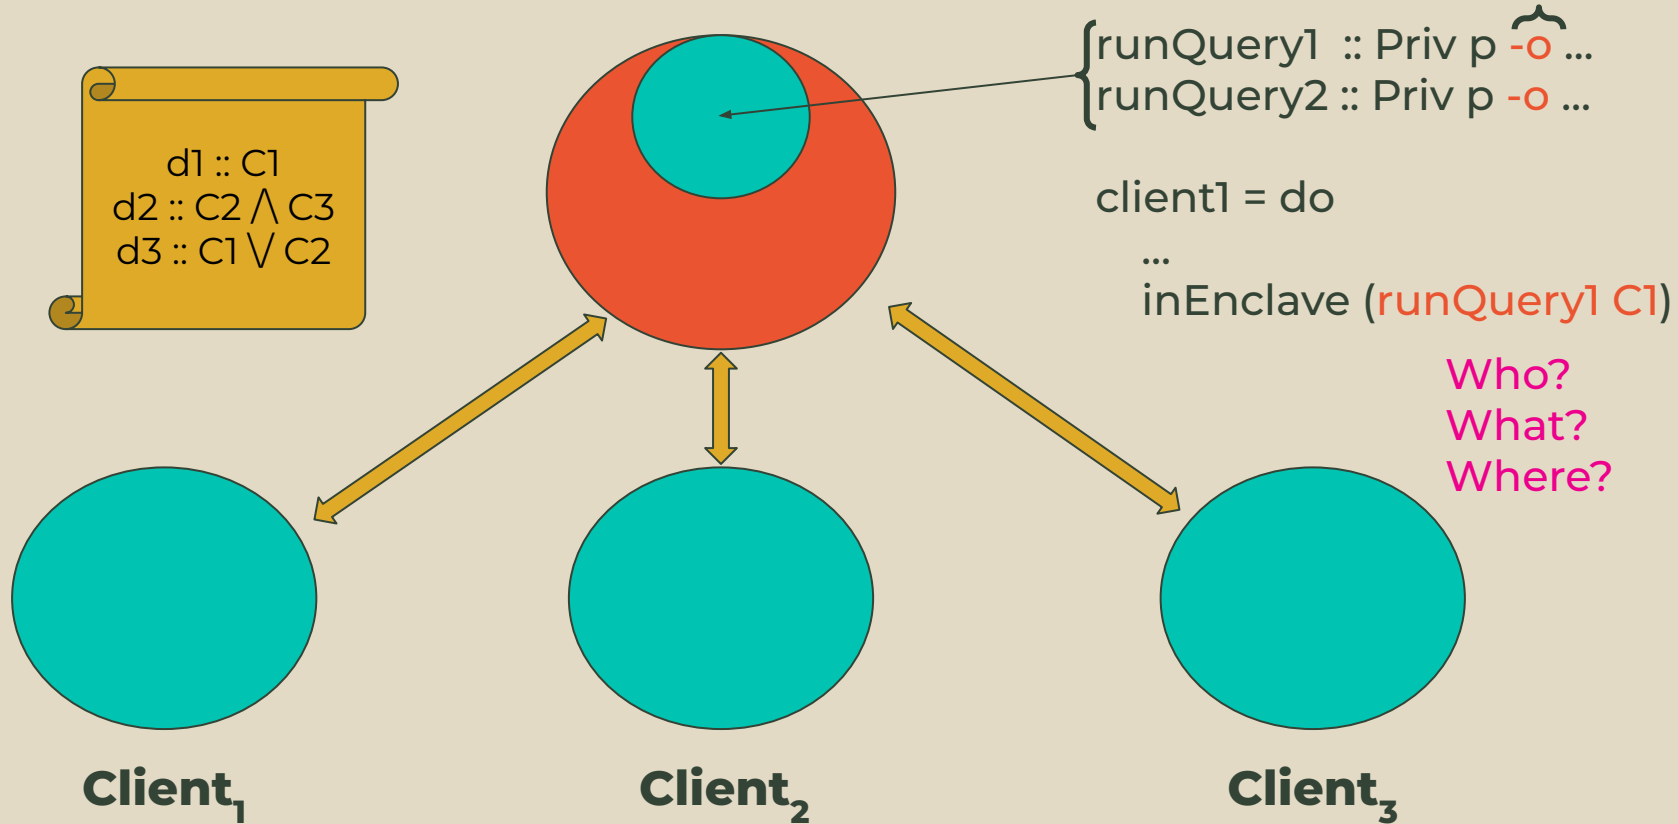 d1 :: C1
d2 :: C2 /\ C3
d3 :: C1 \/ C2
runQuery1 :: Priv p -o ...
runQuery2 :: Priv p -o ...
client1 = do
...
inEnclave (runQuery1 C1)
Who?
What?
Where?
Client₁
Client₂
Client₃